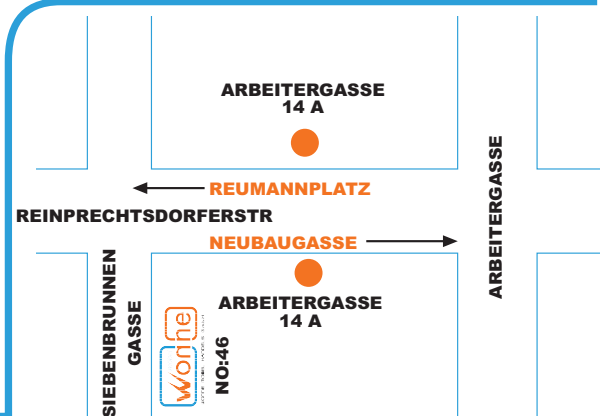 ARBEITERGASSE
14 A
REUMANNPLATZ
REINPRECHTSDORFERSTR
NEUBAUGASSE
ARBEITERGASSE
ARBEITERGASSE
14 A
SIEBENBRUNNEN
GASSE
Wonne
NO:46